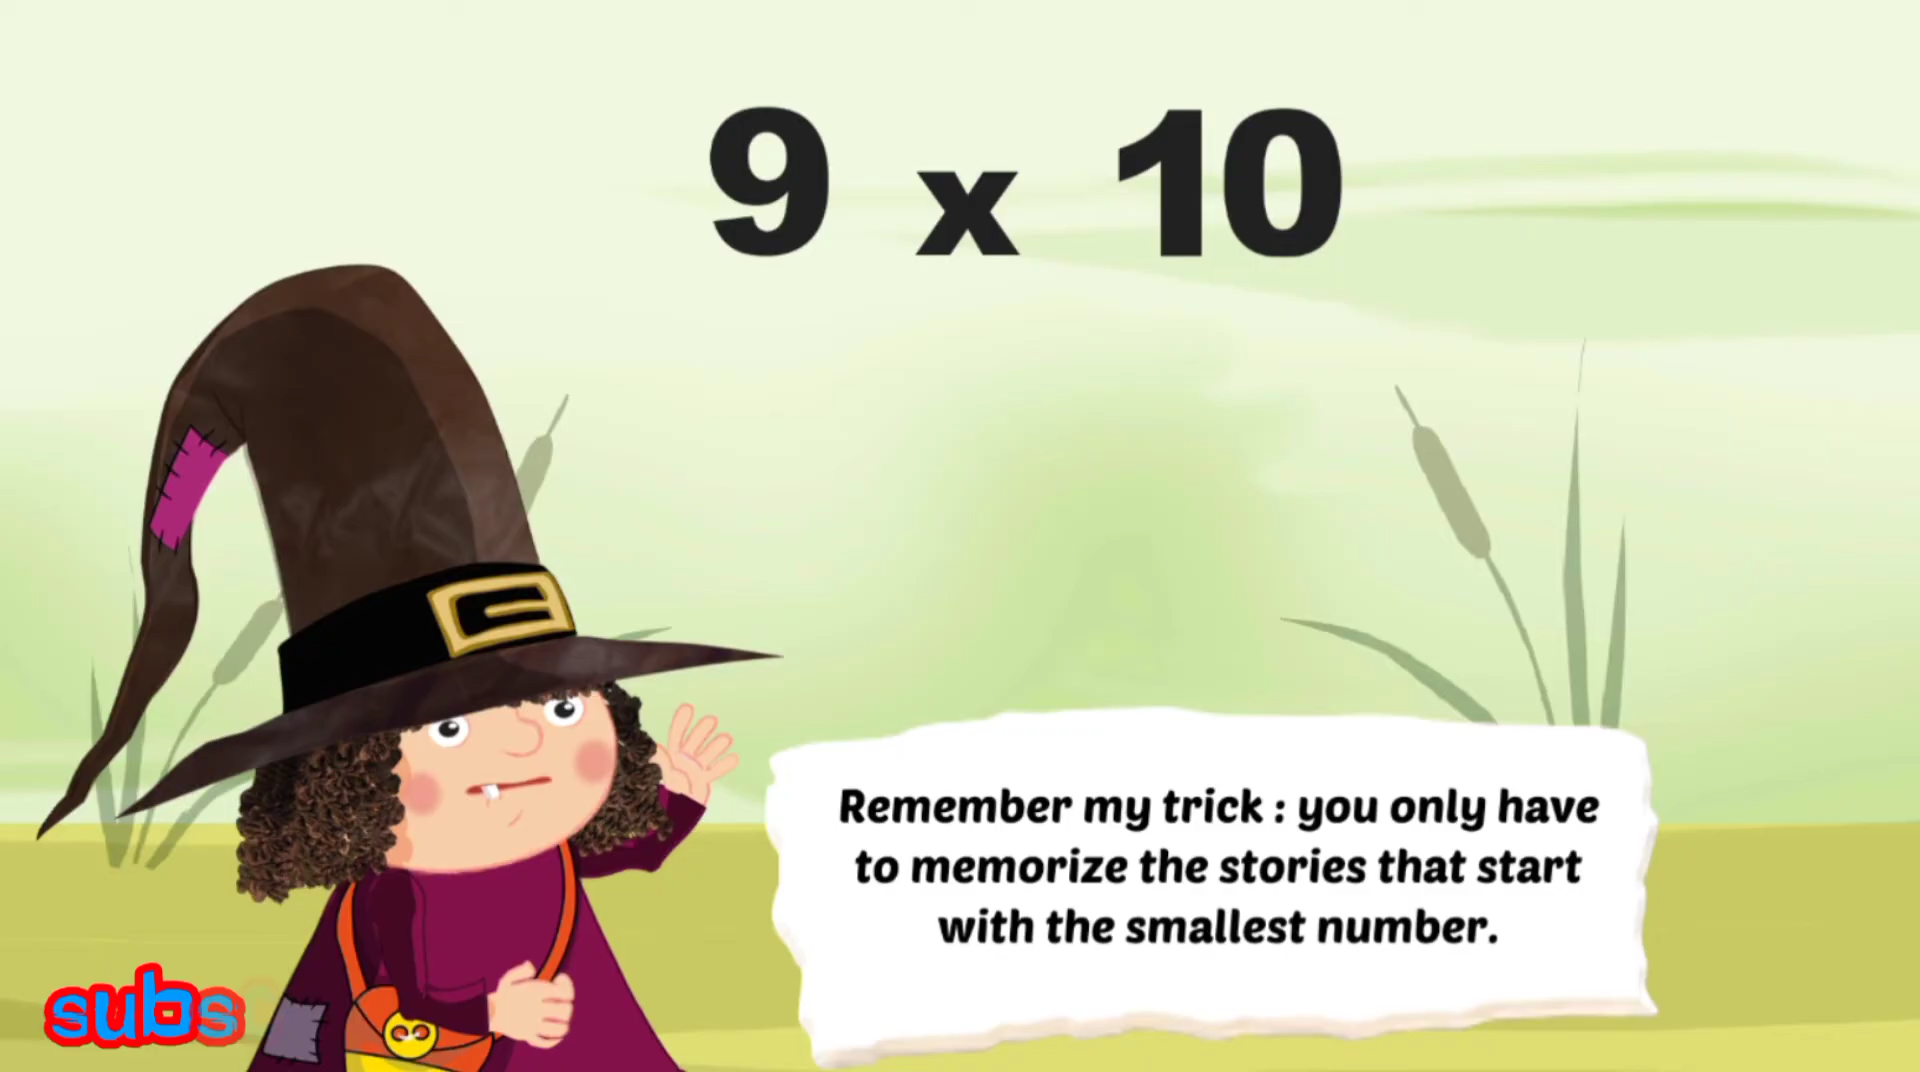 9 x 10
Remember my trick : you only have
to memorize the stories that start
with the smallest number.
subs